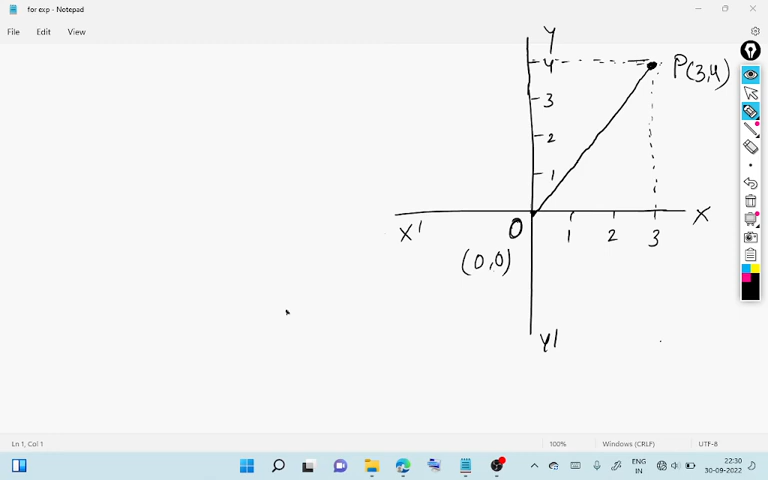 for exp - Notepad
File Edit View
Y
4
P(3,4)
3
2
1
X' O 1 2 3 X
(0,0)
Y'
Ln 1, Col 1 100% Windows (CRLF) UTF-8
ENG
IN
22:30
30-09-2022